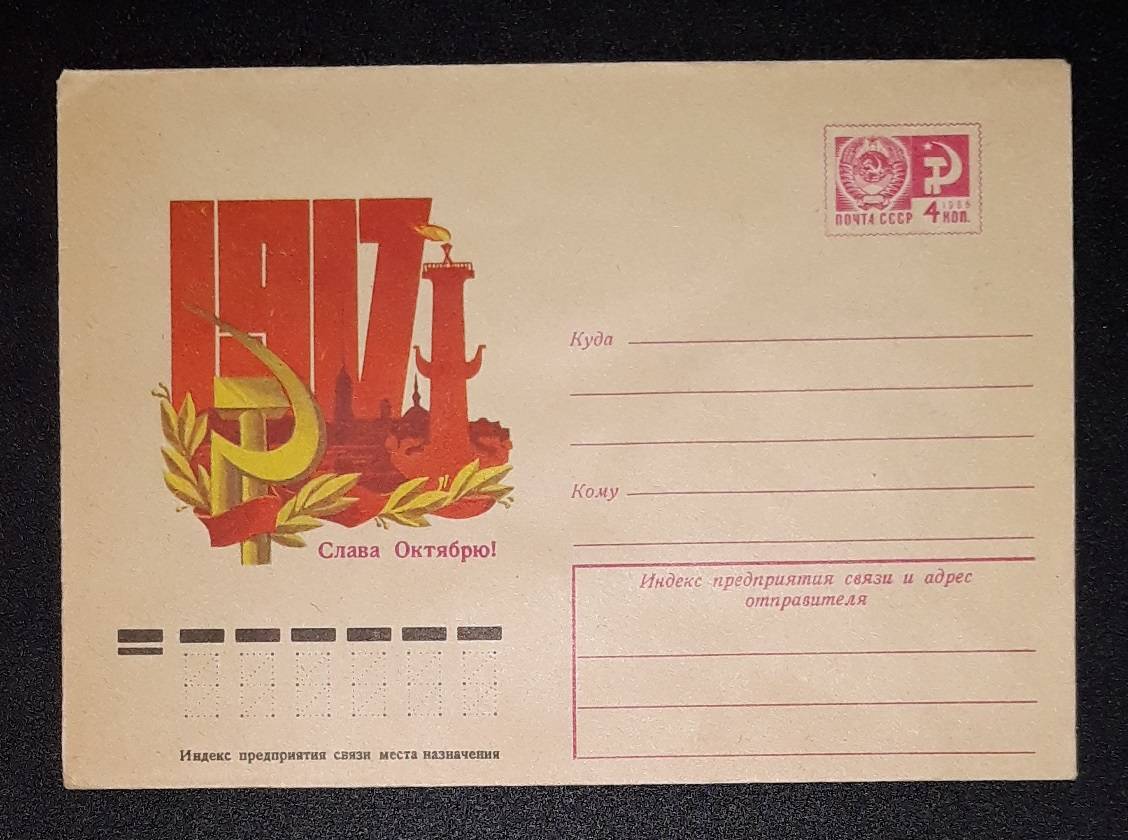 1917
ПОЧТА СССР 4 1966 КОП.
Куда
Кому
Слава Октябрю!
Индекс предприятия связи и адрес
отправителя
Индекс предприятия связи места назначения